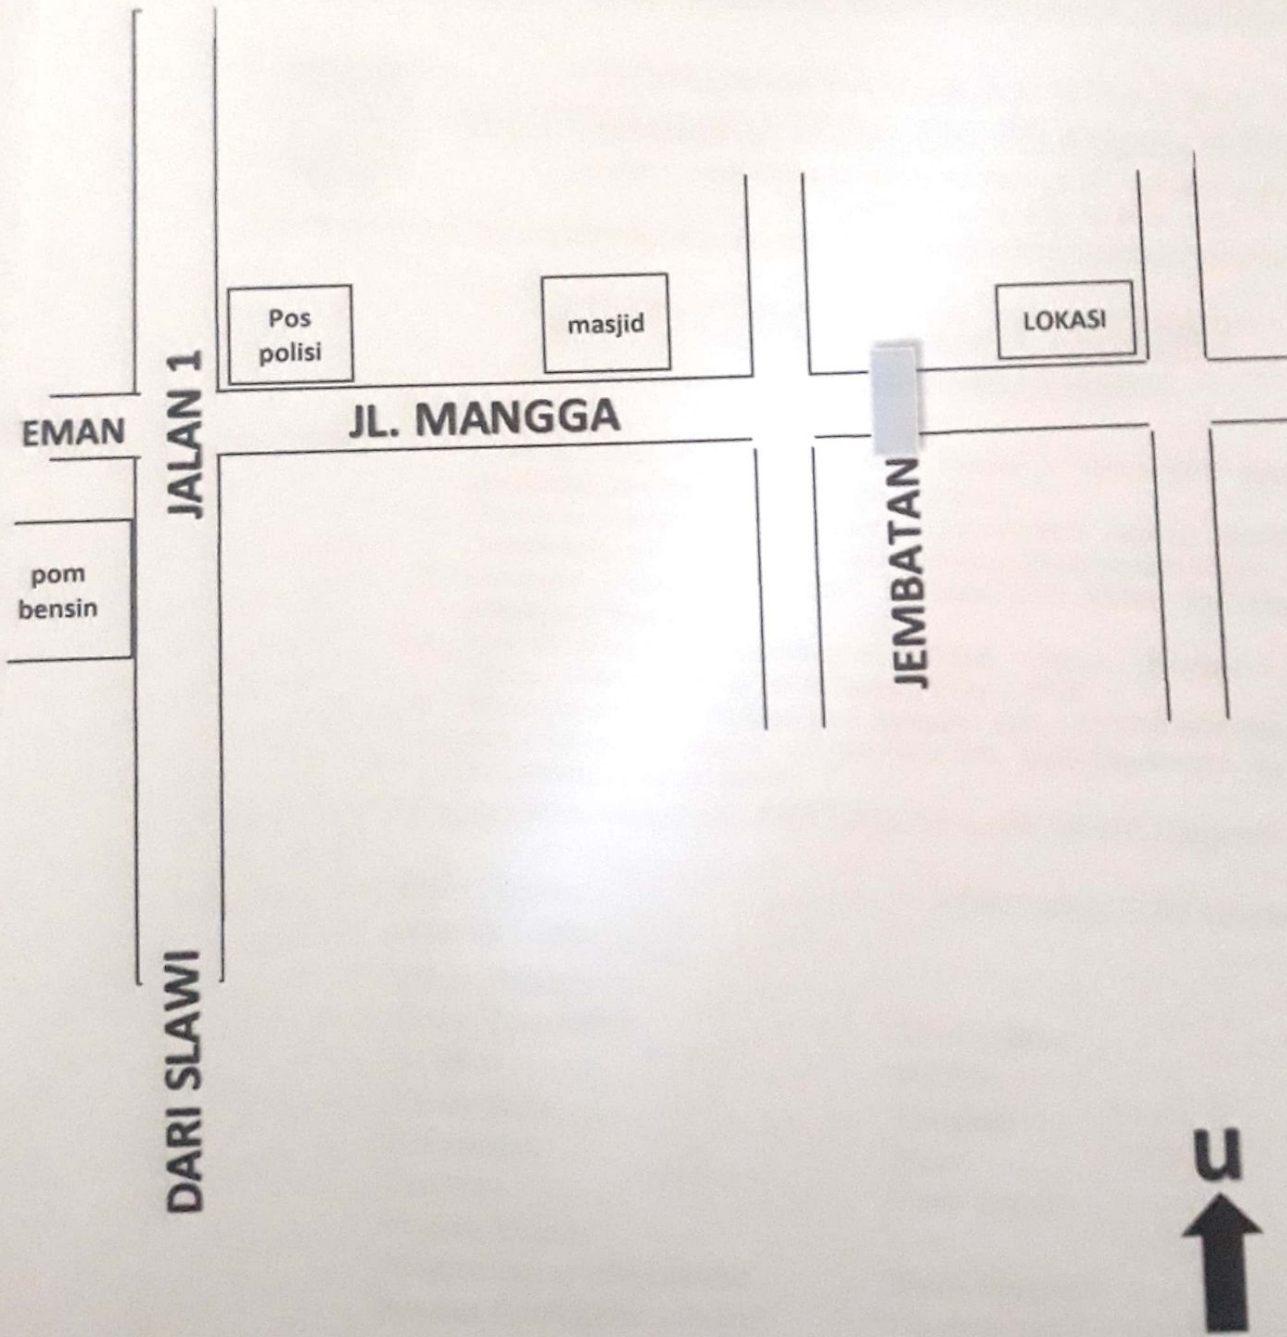 Pos
polisi
masjid
LOKASI
JALAN 1
EMAN
JL. MANGGA
JEMBATAN
pom
bensin
DARI SLAWI
u